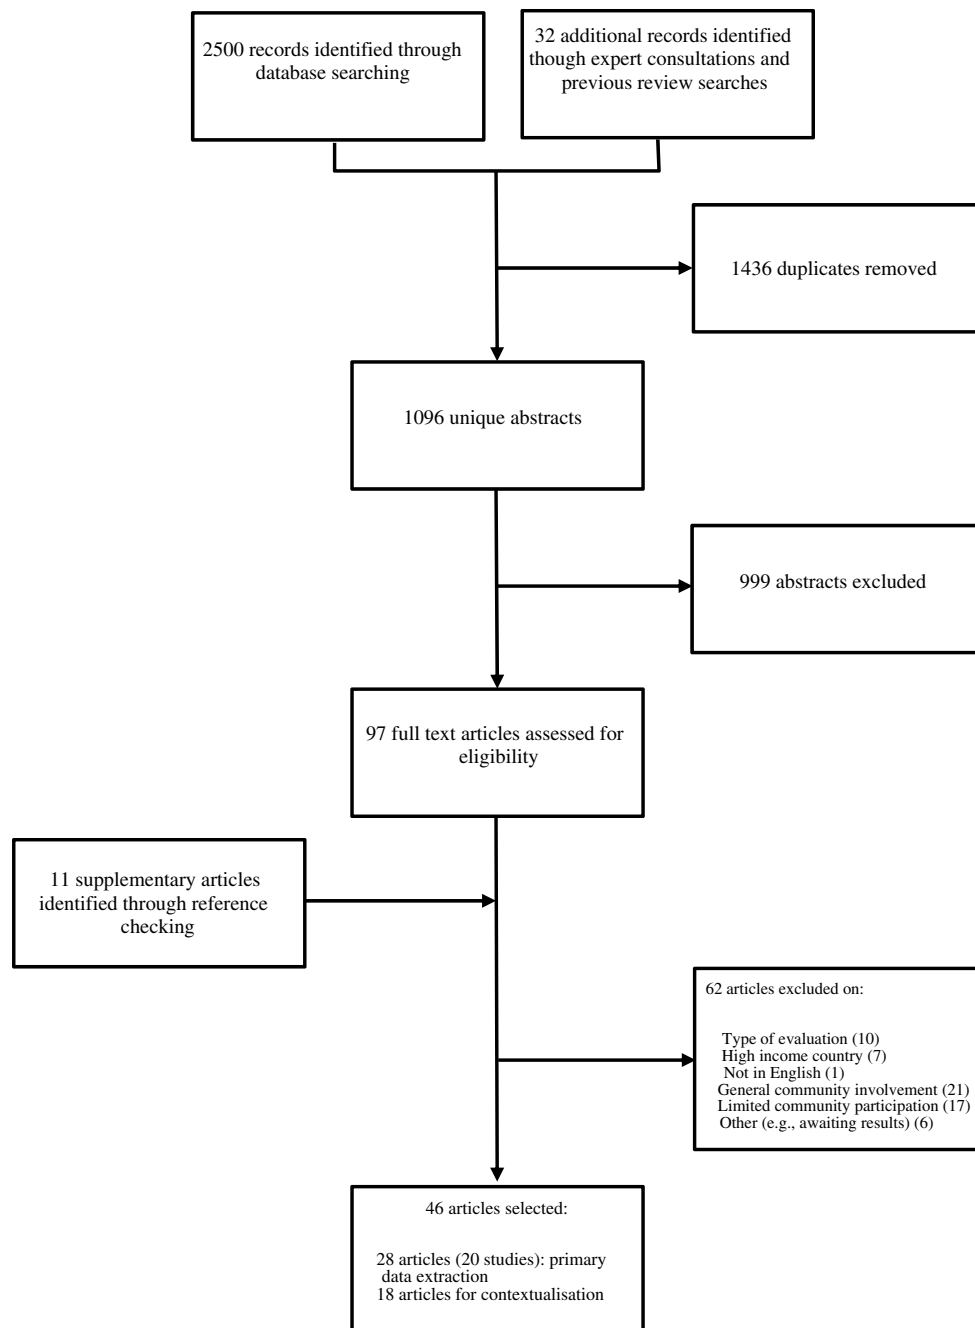 2500 records identified through
database searching
32 additional records identified
though expert consultations and
previous review searches
1436 duplicates removed
1096 unique abstracts
999 abstracts excluded
97 full text articles assessed for
eligibility
11 supplementary articles
identified through reference
checking
62 articles excluded on:
Type of evaluation (10)
High income country (7)
Not in English (1)
General community involvement (21)
Limited community participation (17)
Other (e.g., awaiting results) (6)
46 articles selected:
28 articles (20 studies): primary
data extraction
18 articles for contextualisation